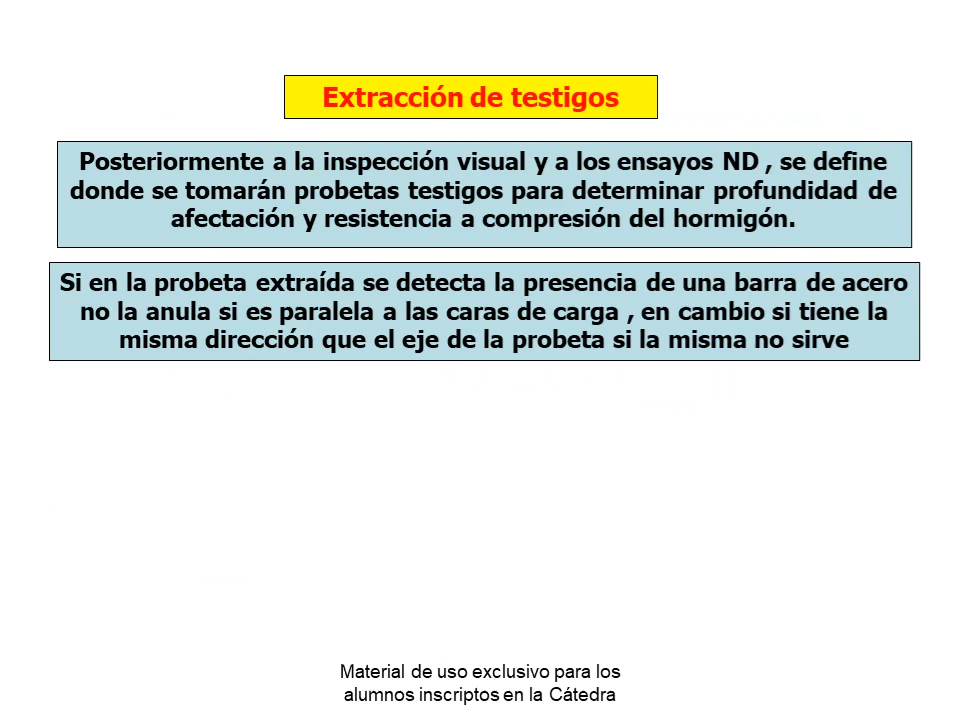 Extracción de testigos
Posteriormente a la inspección visual y a los ensayos ND , se define
donde se tomarán probetas testigos para determinar profundidad de
afectación y resistencia a compresión del hormigón.
Si en la probeta extraída se detecta la presencia de una barra de acero
no la anula si es paralela a las caras de carga , en cambio si tiene la
misma dirección que el eje de la probeta si la misma no sirve
Material de uso exclusivo para los
alumnos inscriptos en la Cátedra